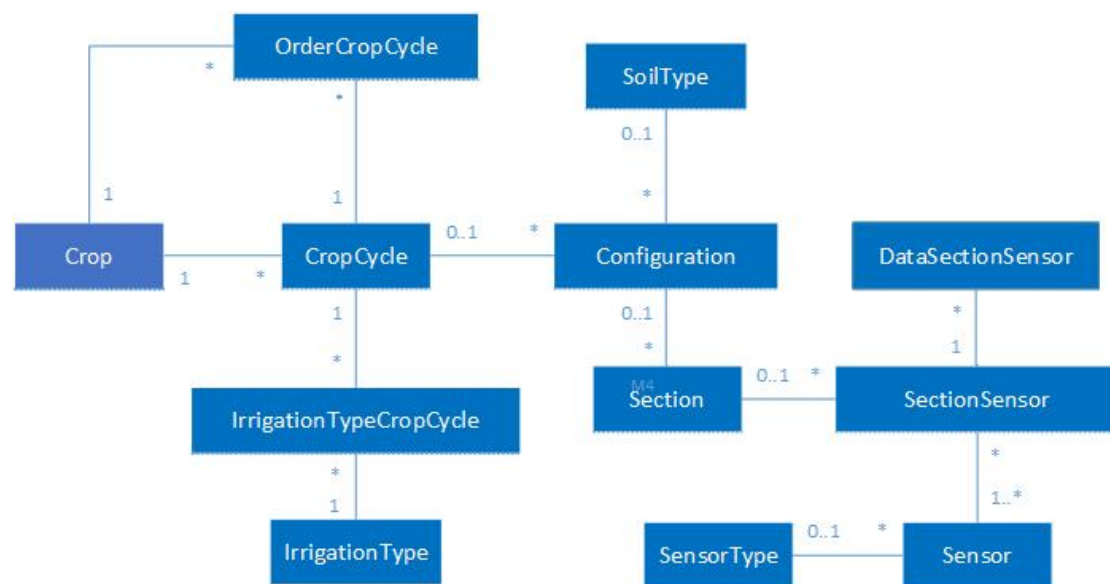 OrderCropCycle
SoilType
*
*
0..1
1
1
*
Crop
CropCycle
0..1
*
Configuration
DataSectionSensor
1
*
1
0..1
*
*
*
1
M4
Section
0..1
*
SectionSensor
IrrigationTypeCropCycle
*
*
1
1..*
IrrigationType
SensorType
0..1
*
Sensor